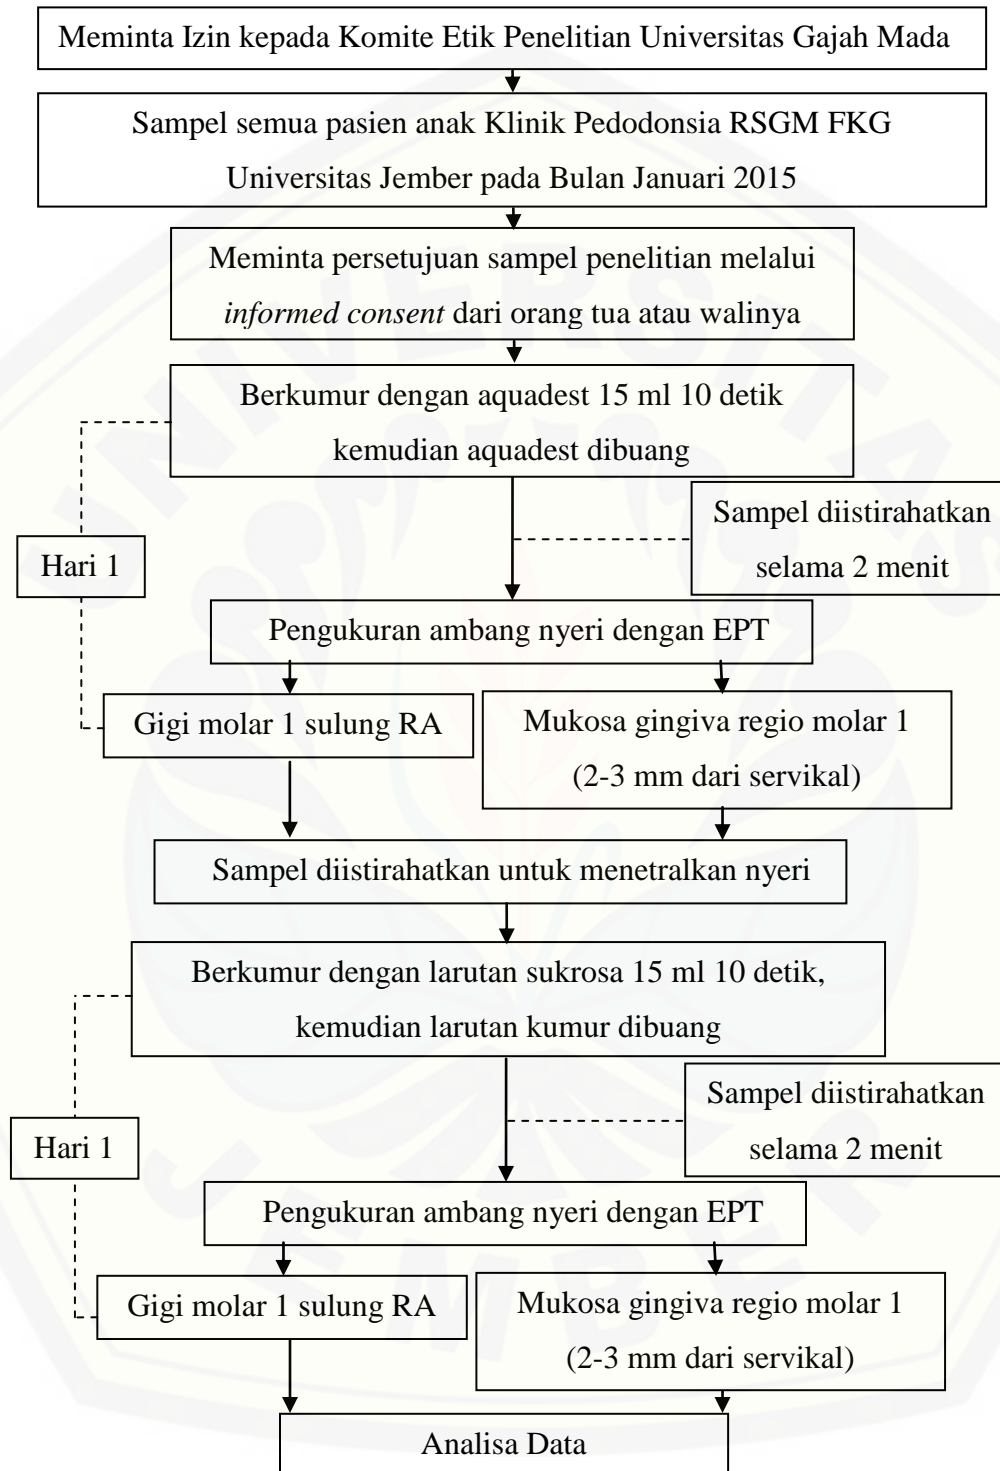 Meminta Izin kepada Komite Etik Penelitian Universitas Gajah Mada
Sampel semua pasien anak Klinik Pedodonsia RSGM FKG
Universitas Jember pada Bulan Januari 2015
Meminta persetujuan sampel penelitian melalui
informed consent dari orang tua atau walinya
Berkumur dengan aquadest 15 ml 10 detik
kemudian aquadest dibuang
Sampel diistirahatkan
selama 2 menit
Hari 1
Pengukuran ambang nyeri dengan EPT
Gigi molar 1 sulung RA
Mukosa gingiva regio molar 1
(2-3 mm dari servikal)
Sampel diistirahatkan untuk menetralkan nyeri
Berkumur dengan larutan sukrosa 15 ml 10 detik,
kemudian larutan kumur dibuang
Sampel diistirahatkan
selama 2 menit
Hari 1
Pengukuran ambang nyeri dengan EPT
Gigi molar 1 sulung RA
Mukosa gingiva regio molar 1
(2-3 mm dari servikal)
Analisa Data
UNIVERSITAS
JEMBER